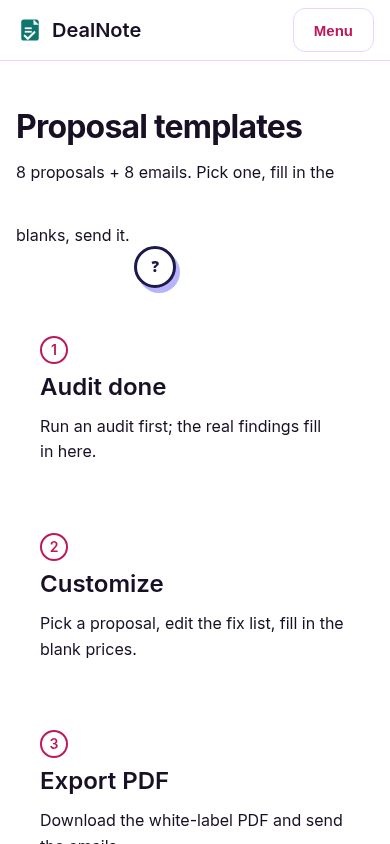 DealNote
Menu
Proposal templates
8 proposals + 8 emails. Pick one, fill in the
blanks, send it.
?
1
Audit done
Run an audit first; the real findings fill
in here.
2
Customize
Pick a proposal, edit the fix list, fill in the
blank prices.
3
Export PDF
Download the white-label PDF and send
the emails.